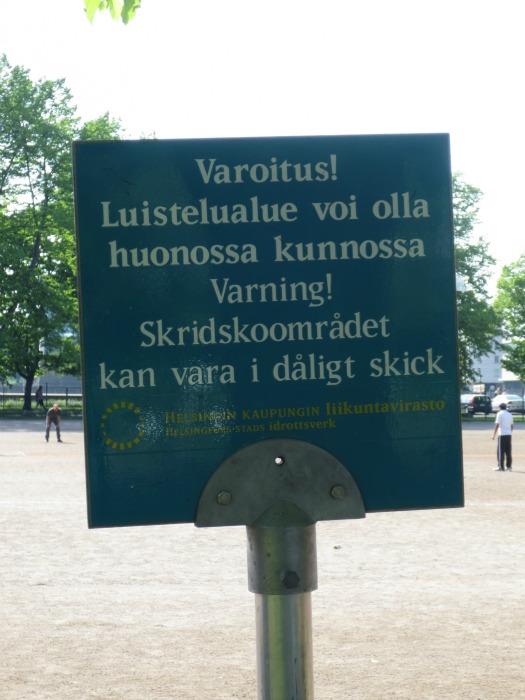 Varoitus!
Luistelualue voi olla
huonossa kunnossa
Varning!
Skridskoområdet
kan vara i dåligt skick
HELSINGIN KAUPUNGIN liikuntavirasto
HELSINGFORS STADS idrottsverk